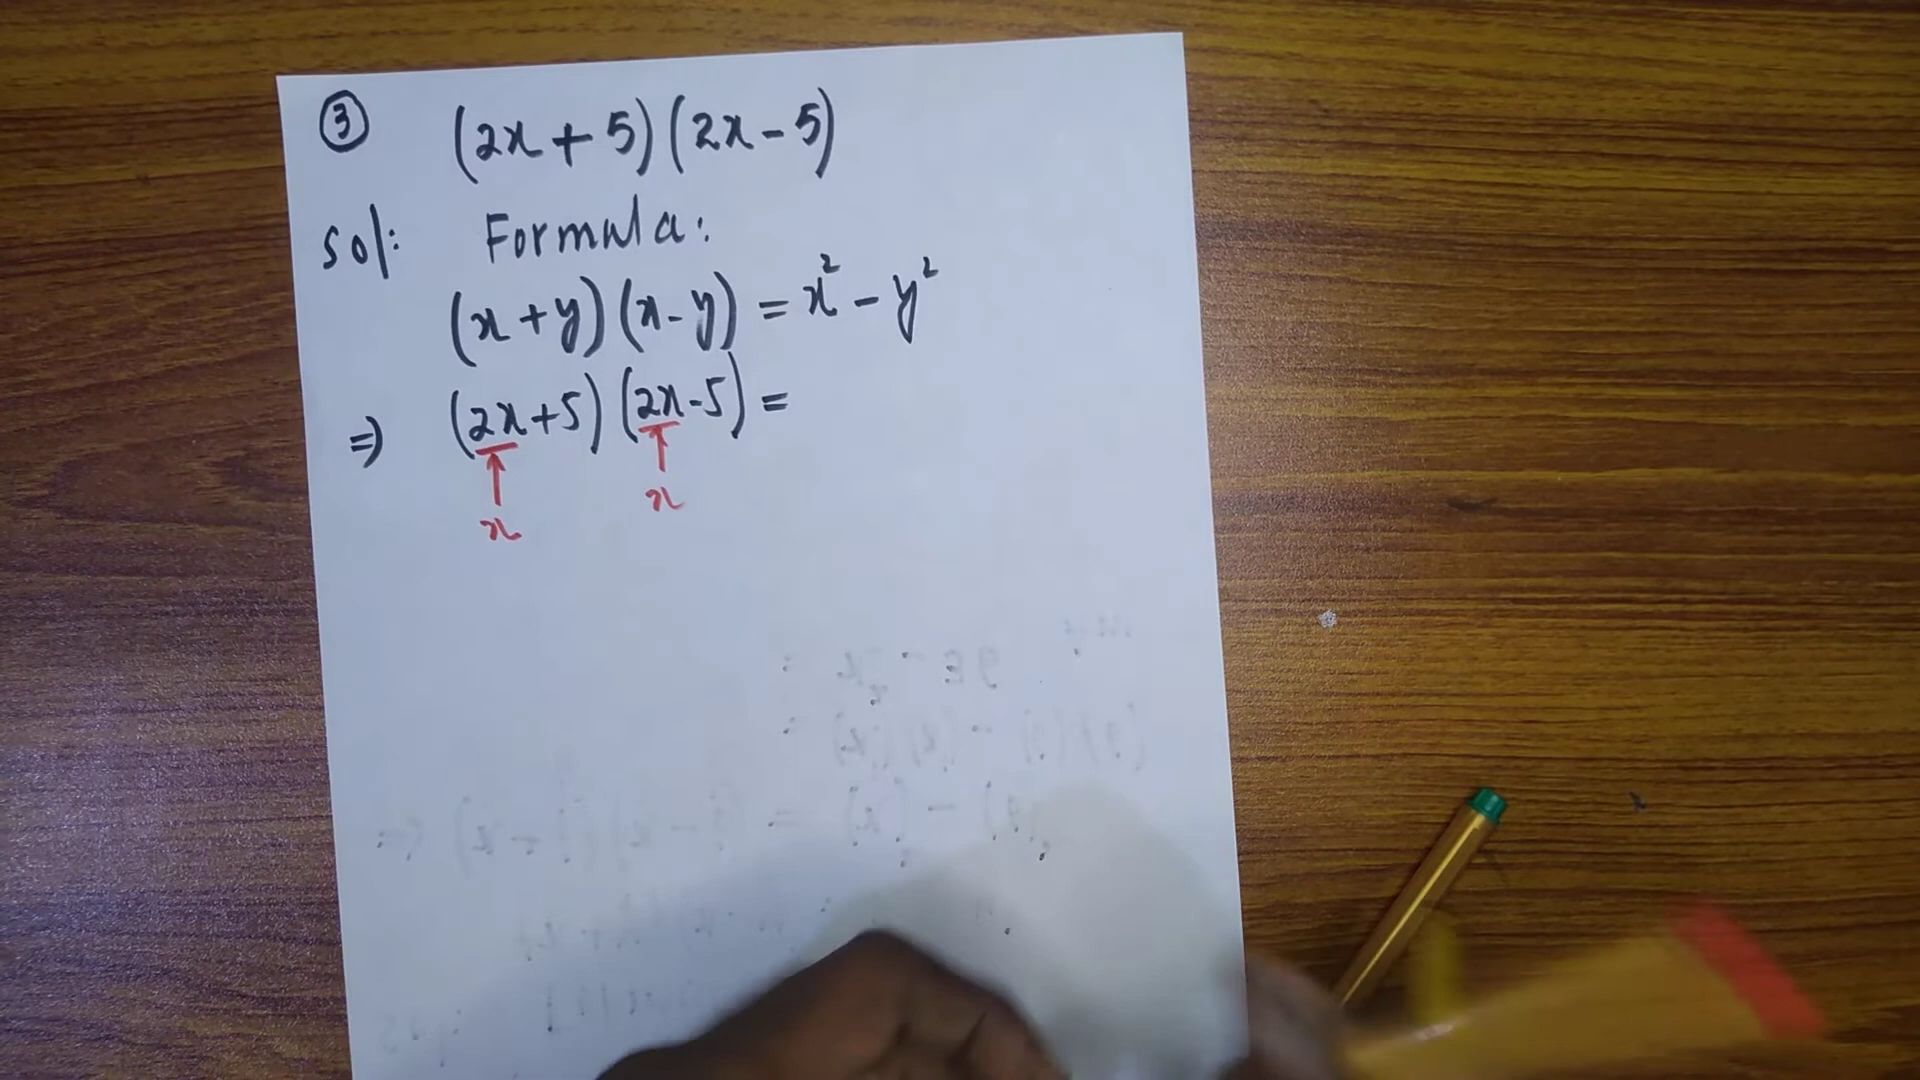 ③ (2x + 5)(2x - 5)
Sol: Formula:
(x + y)(x - y) = x² - y²
⇒ (2x + 5)(2x - 5) =
↑ ↑
x x